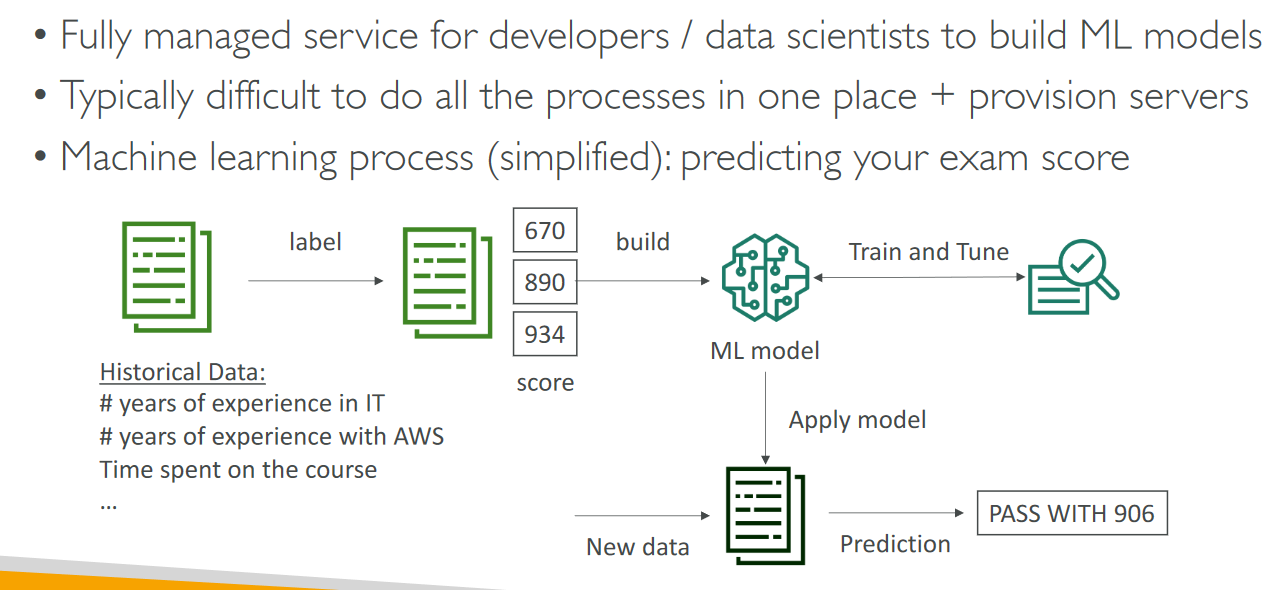 • Fully managed service for developers / data scientists to build ML models
• Typically difficult to do all the processes in one place + provision servers
• Machine learning process (simplified): predicting your exam score
label
670
890
934
score
build
Train and Tune
ML model
Historical Data:
# years of experience in IT
# years of experience with AWS
Time spent on the course
...
Apply model
New data
Prediction
PASS WITH 906